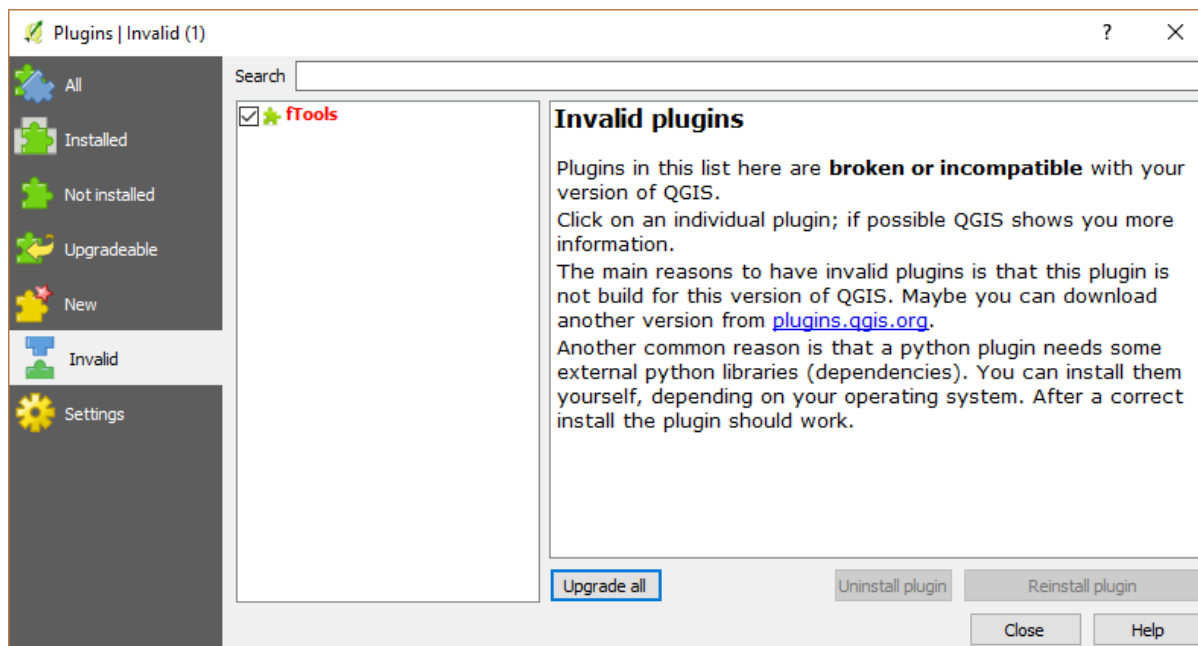 Plugins | Invalid (1)
?
All
Installed
Not installed
Upgradeable
New
Invalid
Settings
Search
fTools
Invalid plugins
Plugins in this list here are broken or incompatible with your
version of QGIS.
Click on an individual plugin; if possible QGIS shows you more
information.
The main reasons to have invalid plugins is that this plugin is
not build for this version of QGIS. Maybe you can download
another version from plugins.qgis.org.
Another common reason is that a python plugin needs some
external python libraries (dependencies). You can install them
yourself, depending on your operating system. After a correct
install the plugin should work.
Upgrade all
Uninstall plugin
Reinstall plugin
Close
Help